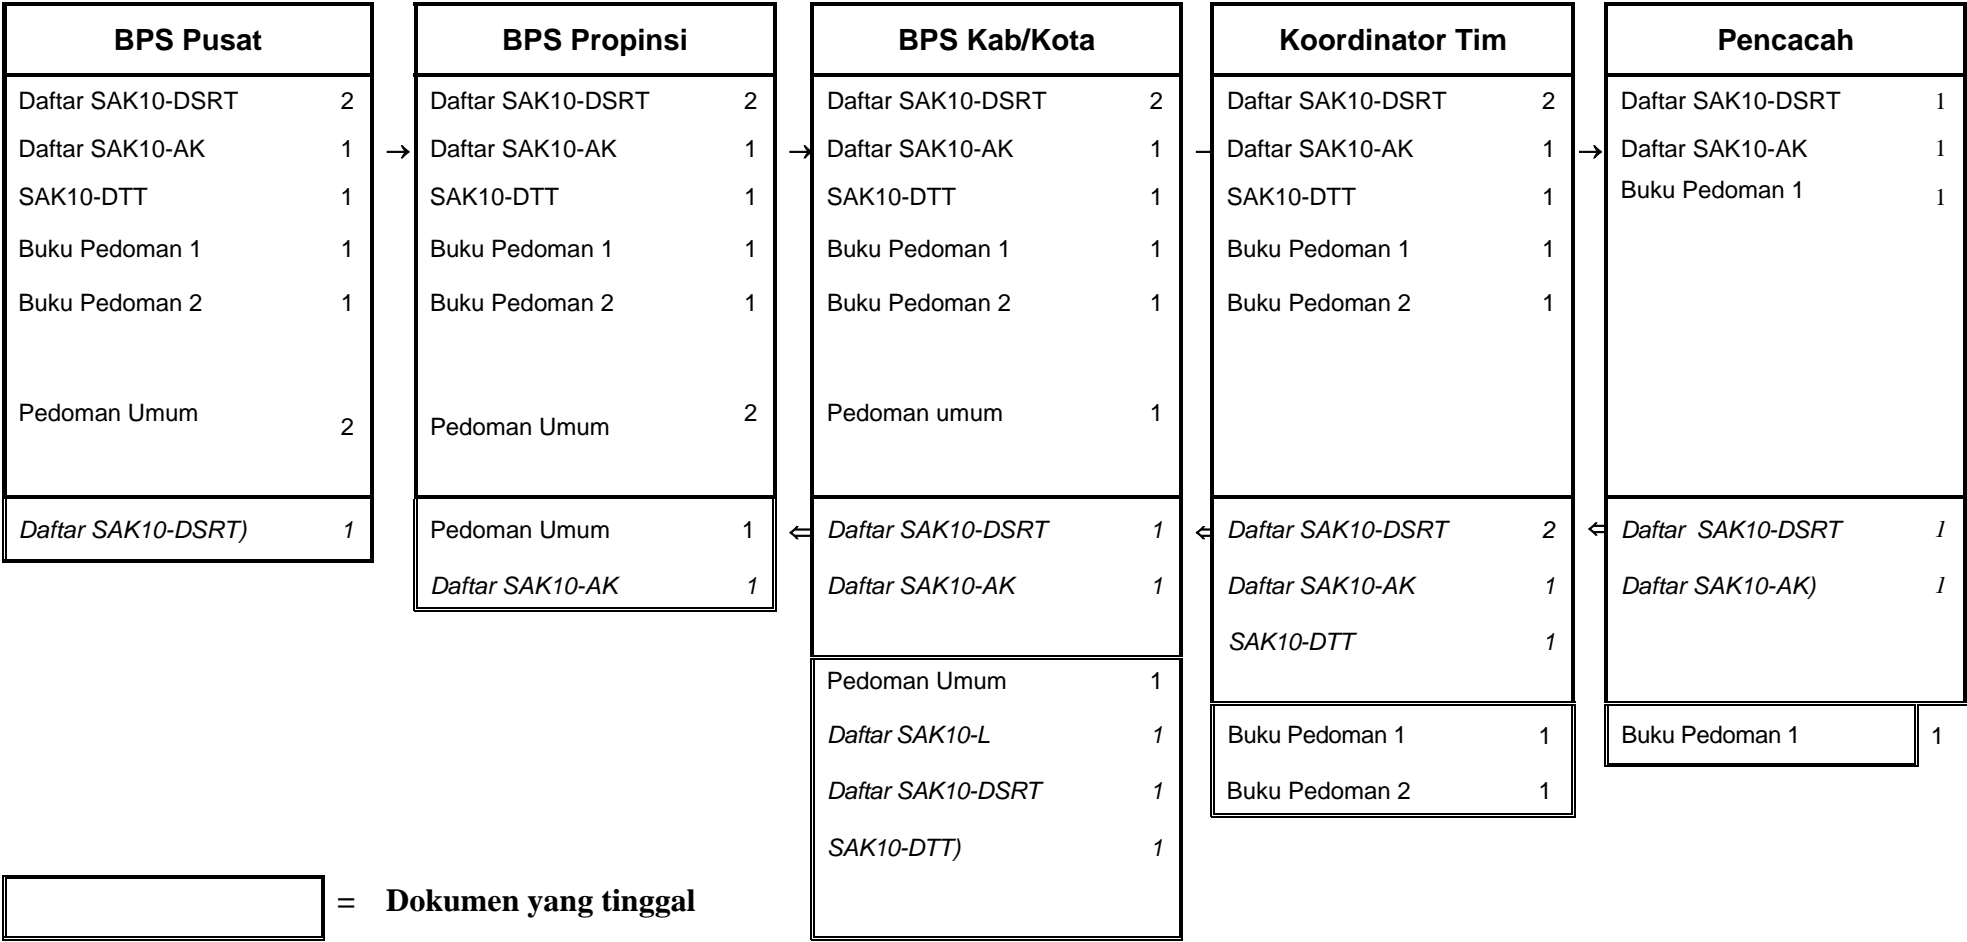 BPS Pusat BPS Propinsi BPS Kab/Kota Koordinator Tim Pencacah
Daftar SAK10-DSRT 2 Daftar SAK10-DSRT 2 Daftar SAK10-DSRT 2 Daftar SAK10-DSRT 2 Daftar SAK10-DSRT 1
Daftar SAK10-AK 1 → Daftar SAK10-AK 1 → Daftar SAK10-AK 1 – Daftar SAK10-AK 1 → Daftar SAK10-AK 1
SAK10-DTT 1 SAK10-DTT 1 SAK10-DTT 1 SAK10-DTT 1 Buku Pedoman 1 1
Buku Pedoman 1 1 Buku Pedoman 1 1 Buku Pedoman 1 1 Buku Pedoman 1 1
Buku Pedoman 2 1 Buku Pedoman 2 1 Buku Pedoman 2 1 Buku Pedoman 2 1
Pedoman Umum 2 Pedoman Umum 2 Pedoman umum 1
Daftar SAK10-DSRT) 1 Pedoman Umum 1 ⇐ Daftar SAK10-DSRT 1 ⇐ Daftar SAK10-DSRT 2 ⇐ Daftar SAK10-DSRT 1
Daftar SAK10-AK 1 Daftar SAK10-AK 1 Daftar SAK10-AK 1 Daftar SAK10-AK) 1
SAK10-DTT 1
Pedoman Umum 1
Daftar SAK10-L 1 Buku Pedoman 1 1 Buku Pedoman 1 1
Daftar SAK10-DSRT 1 Buku Pedoman 2 1
SAK10-DTT) 1
= Dokumen yang tinggal